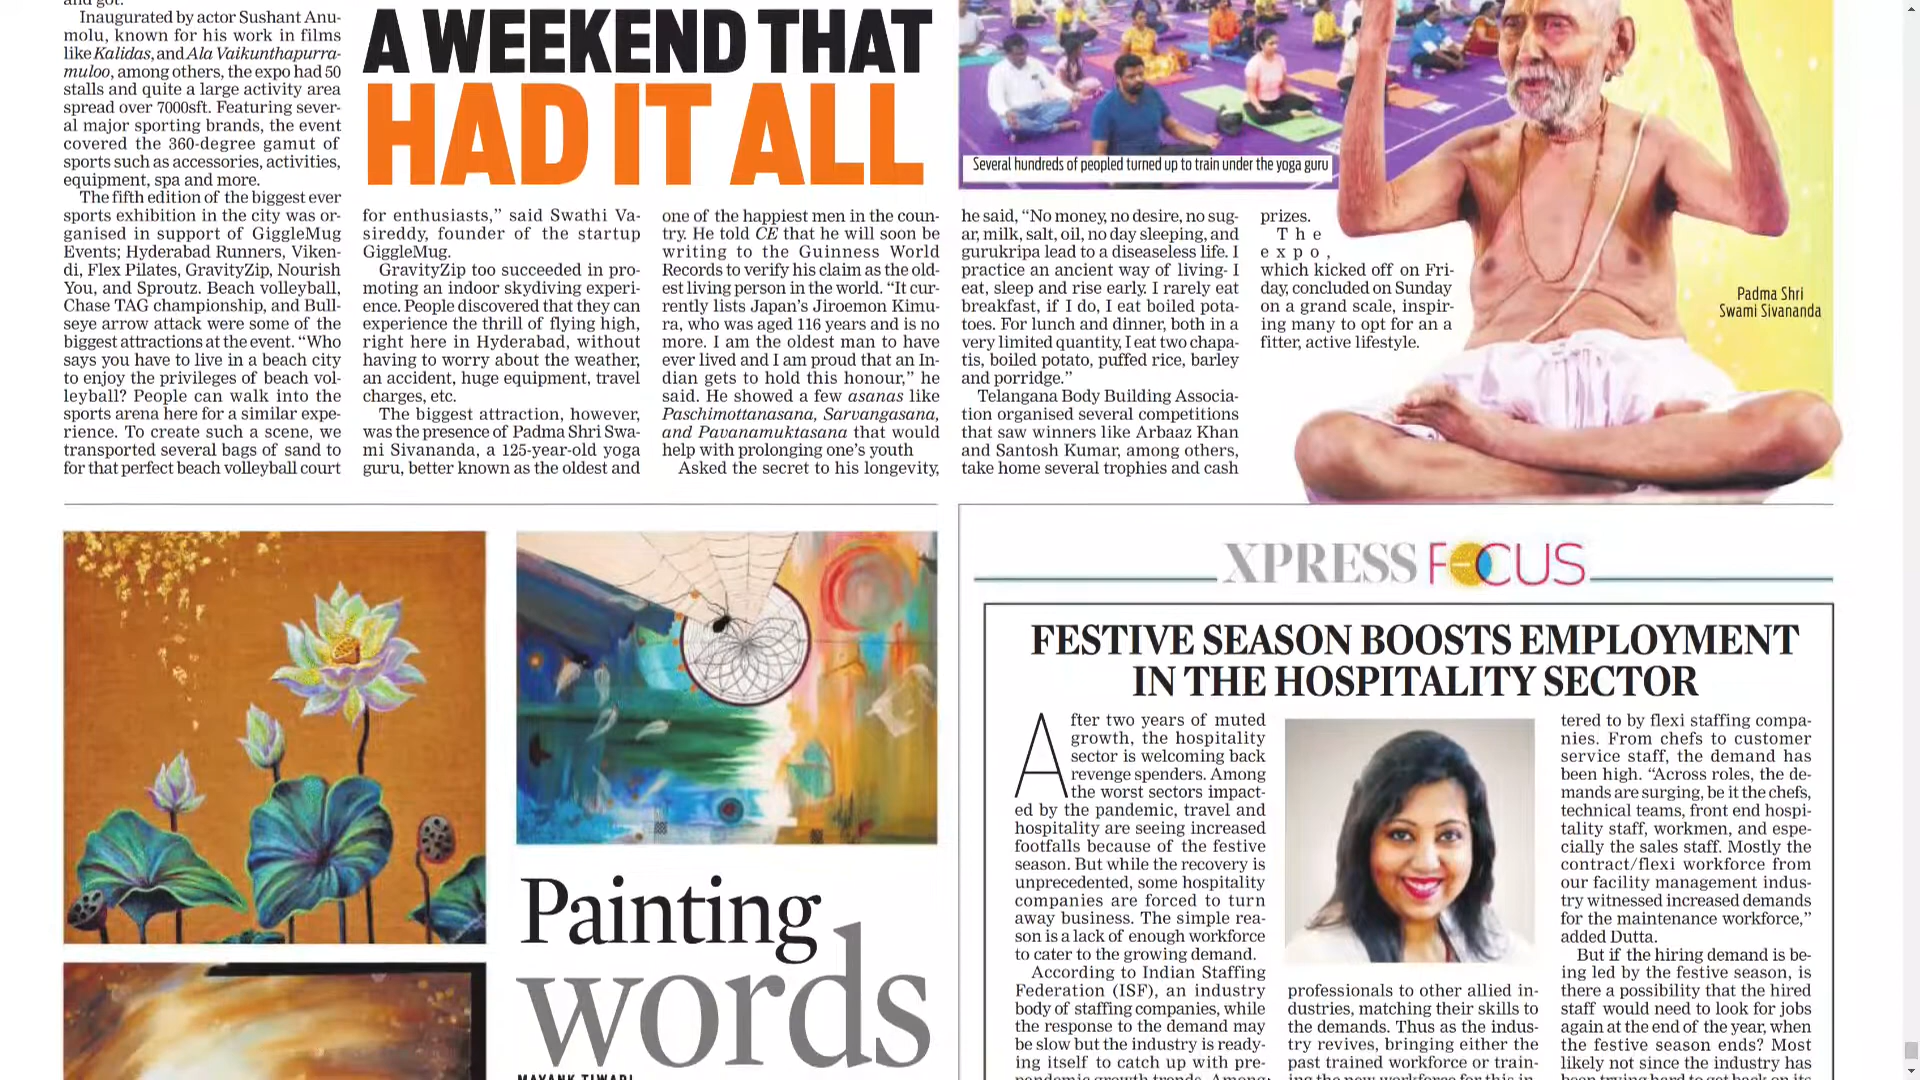 Inaugurated by actor Sushant Anu-
molu, known for his work in films
like Kalidas, and Ala Vaikunthapurra-
muloo, among others, the expo had 50
stalls and quite a large activity area
spread over 7000sft. Featuring sever-
al major sporting brands, the event
covered the 360-degree gamut of
sports such as accessories, activities,
equipment, spa and more.
The fifth edition of the biggest ever
sports exhibition in the city was or-
ganised in support of GiggleMug
Events; Hyderabad Runners, Viken-
di, Flex Pilates, GravityZip, Nourish
You, and Sproutz. Beach volleyball,
Chase TAG championship, and Bull-
seye arrow attack were some of the
biggest attractions at the event. “Who
says you have to live in a beach city
to enjoy the privileges of beach vol-
leyball? People can walk into the
sports arena here for a similar expe-
rience. To create such a scene, we
transported several bags of sand to
for that perfect beach volleyball court
A WEEKEND THAT
HAD IT ALL
for enthusiasts,” said Swathi Va-
sireddy, founder of the startup
GiggleMug.
GravityZip too succeeded in pro-
moting an indoor skydiving experi-
ence. People discovered that they can
experience the thrill of flying high,
right here in Hyderabad, without
having to worry about the weather,
an accident, huge equipment, travel
charges, etc.
The biggest attraction, however,
was the presence of Padma Shri Swa-
mi Sivananda, a 125-year-old yoga
guru, better known as the oldest and
one of the happiest men in the coun-
try. He told CE that he will soon be
writing to the Guinness World
Records to verify his claim as the old-
est living person in the world. “It cur-
rently lists Japan's Jiroemon Kimu-
ra, who was aged 116 years and is no
more. I am the oldest man to have
ever lived and I am proud that an In-
dian gets to hold this honour,” he
said. He showed a few asanas like
Paschimottanasana, Sarvangasana,
and Pavanamuktasana that would
help with prolonging one's youth
Asked the secret to his longevity,
Several hundreds of peopled turned up to train under the yoga guru
he said, “No money, no desire, no sug-
ar, milk, salt, oil, no day sleeping, and
gurukripa lead to a diseaseless life. I
practice an ancient way of living- I
eat, sleep and rise early. I rarely eat
breakfast, if I do, I eat boiled pota-
toes. For lunch and dinner, both in a
very limited quantity, I eat two chapa-
tis, boiled potato, puffed rice, barley
and porridge.”
Telangana Body Building Associa-
tion organised several competitions
that saw winners like Arbaaz Khan
and Santosh Kumar, among others,
take home several trophies and cash
prizes.
The
expo,
which kicked off on Fri-
day, concluded on Sunday
on a grand scale, inspir-
ing many to opt for an a
fitter, active lifestyle.
Padma Shri
Swami Sivananda
Painting
words
MAYANK TIWARI
XPRESS FOCUS
FESTIVE SEASON BOOSTS EMPLOYMENT
IN THE HOSPITALITY SECTOR
After two years of muted
growth, the hospitality
sector is welcoming back
revenge spenders. Among
the worst sectors impact-
ed by the pandemic, travel and
hospitality are seeing increased
footfalls because of the festive
season. But while the recovery is
unprecedented, some hospitality
companies are forced to turn
away business. The simple rea-
son is a lack of enough workforce
to cater to the growing demand.
According to Indian Staffing
Federation (ISF), an industry
body of staffing companies, while
the response to the demand may
be slow but the industry is ready-
ing itself to catch up with pre-
pandemic growth trends. Among
professionals to other allied in-
dustries, matching their skills to
the demands. Thus as the indus-
try revives, bringing either the
past trained workforce or train-
ing the new workforce for this in-
tered to by flexi staffing compa-
nies. From chefs to customer
service staff, the demand has
been high. “Across roles, the de-
mands are surging, be it the chefs,
technical teams, front end hospi-
tality staff, workmen, and espe-
cially the sales staff. Mostly the
contract/flexi workforce from
our facility management indus-
try witnessed increased demands
for the maintenance workforce,”
added Dutta.
But if the hiring demand is be-
ing led by the festive season, is
there a possibility that the hired
staff would need to look for jobs
again at the end of the year, when
the festive season ends? Most
likely not since the industry has
been trying hard to get back on its